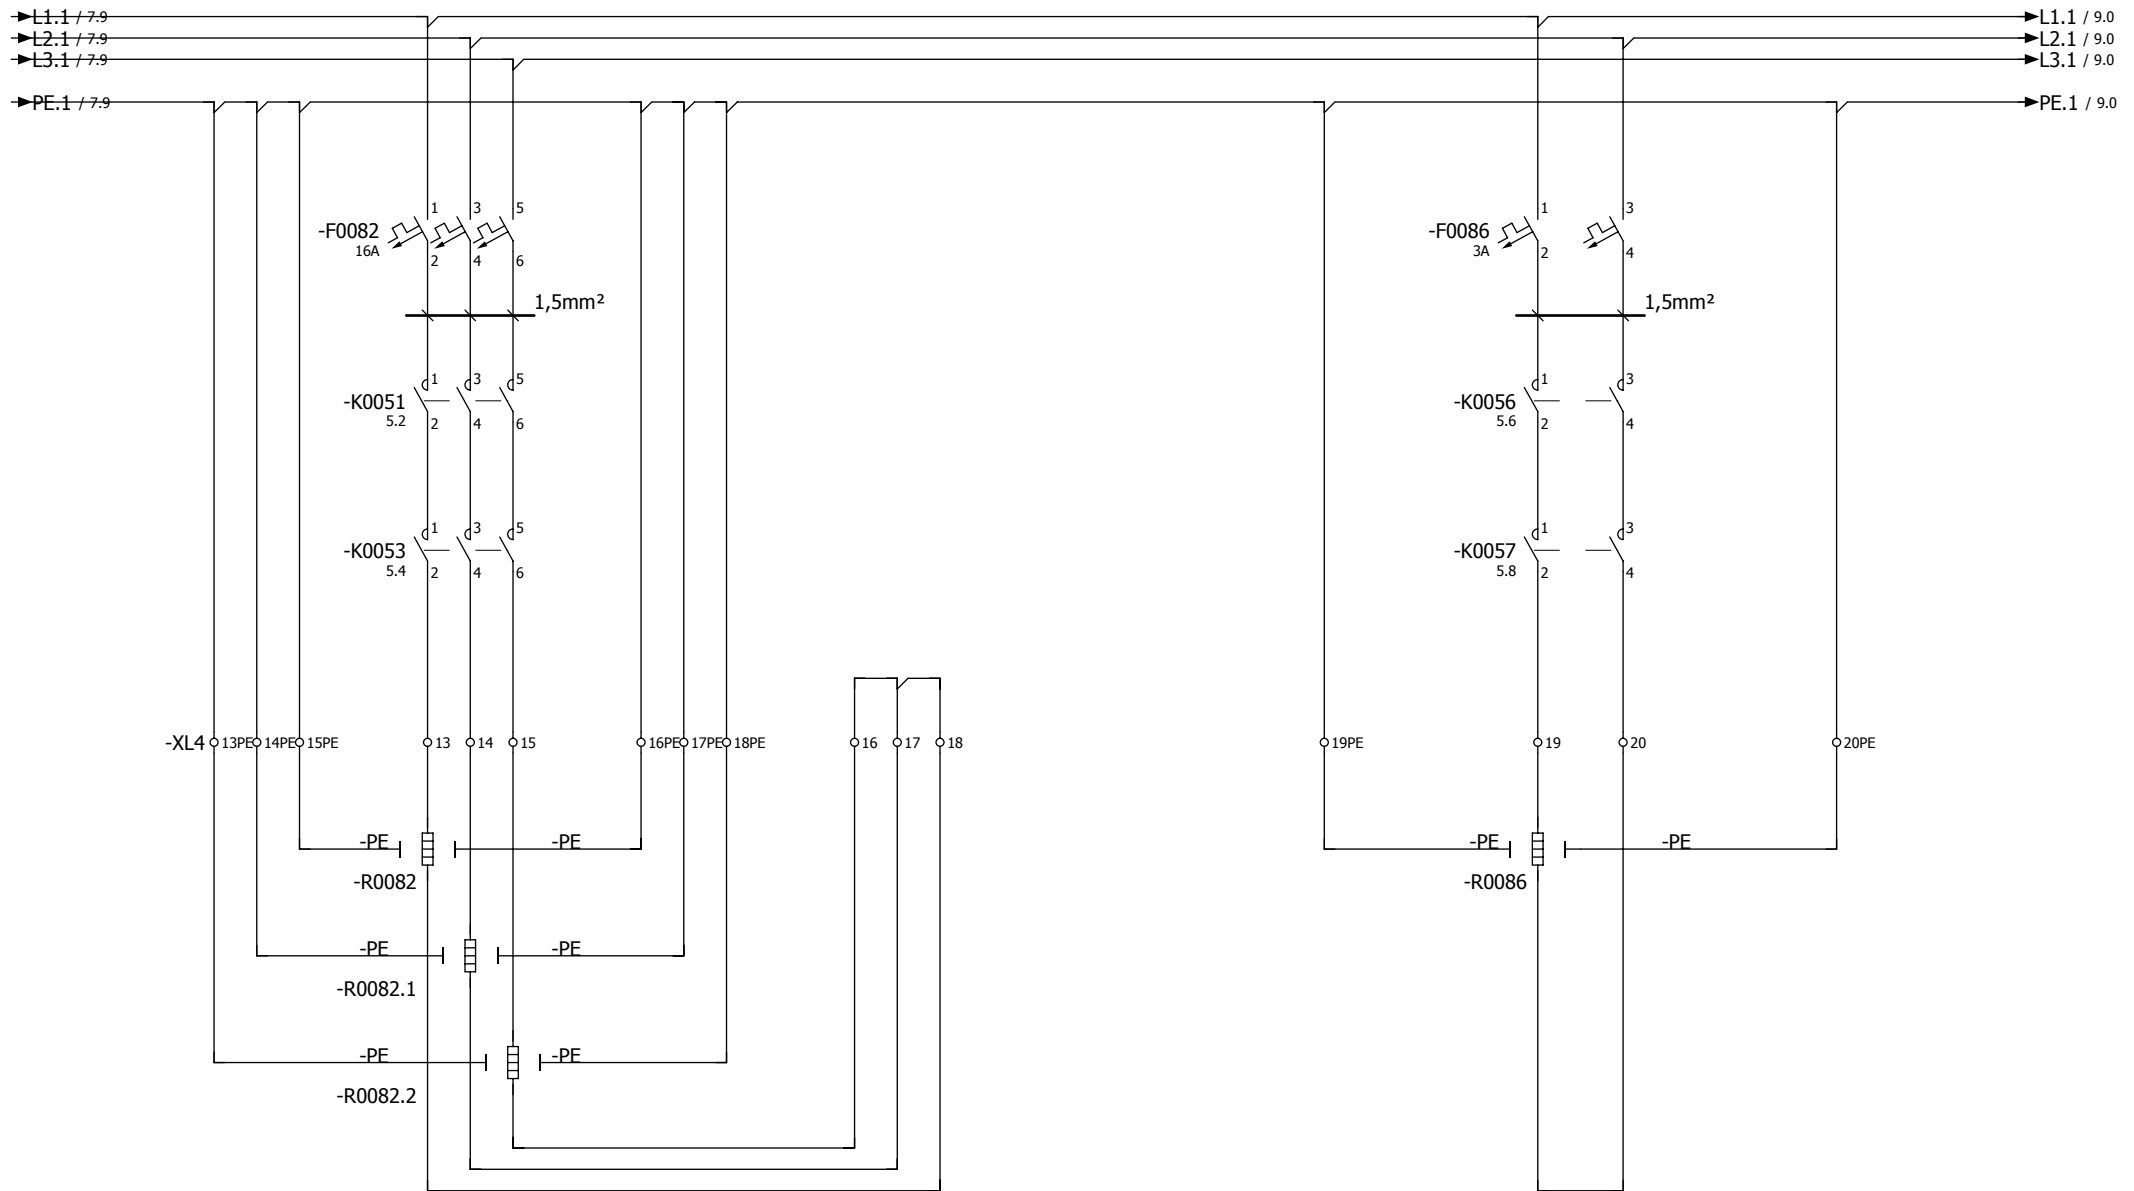 L1.1 / 7.9 L1.1 / 9.0
L2.1 / 7.9 L2.1 / 9.0
L3.1 / 7.9 L3.1 / 9.0
PE.1 / 7.9 PE.1 / 9.0
1 3 5 1 3
-F0082 -F0086
16A 3A
2 4 6 2 4
1,5mm² 1,5mm²
1 3 5 1 3
-K0051 -K0056
5.2 5.6
2 4 6 2 4
1 3 5 1 3
-K0053 -K0057
5.4 5.8
2 4 6 2 4
-XL4 13PE 14PE 15PE 13 14 15 16PE 17PE 18PE 16 17 18 19PE 19 20 20PE
-PE -PE -PE -PE
-R0082 -R0086
-PE -PE
-R0082.1
-PE -PE
-R0082.2